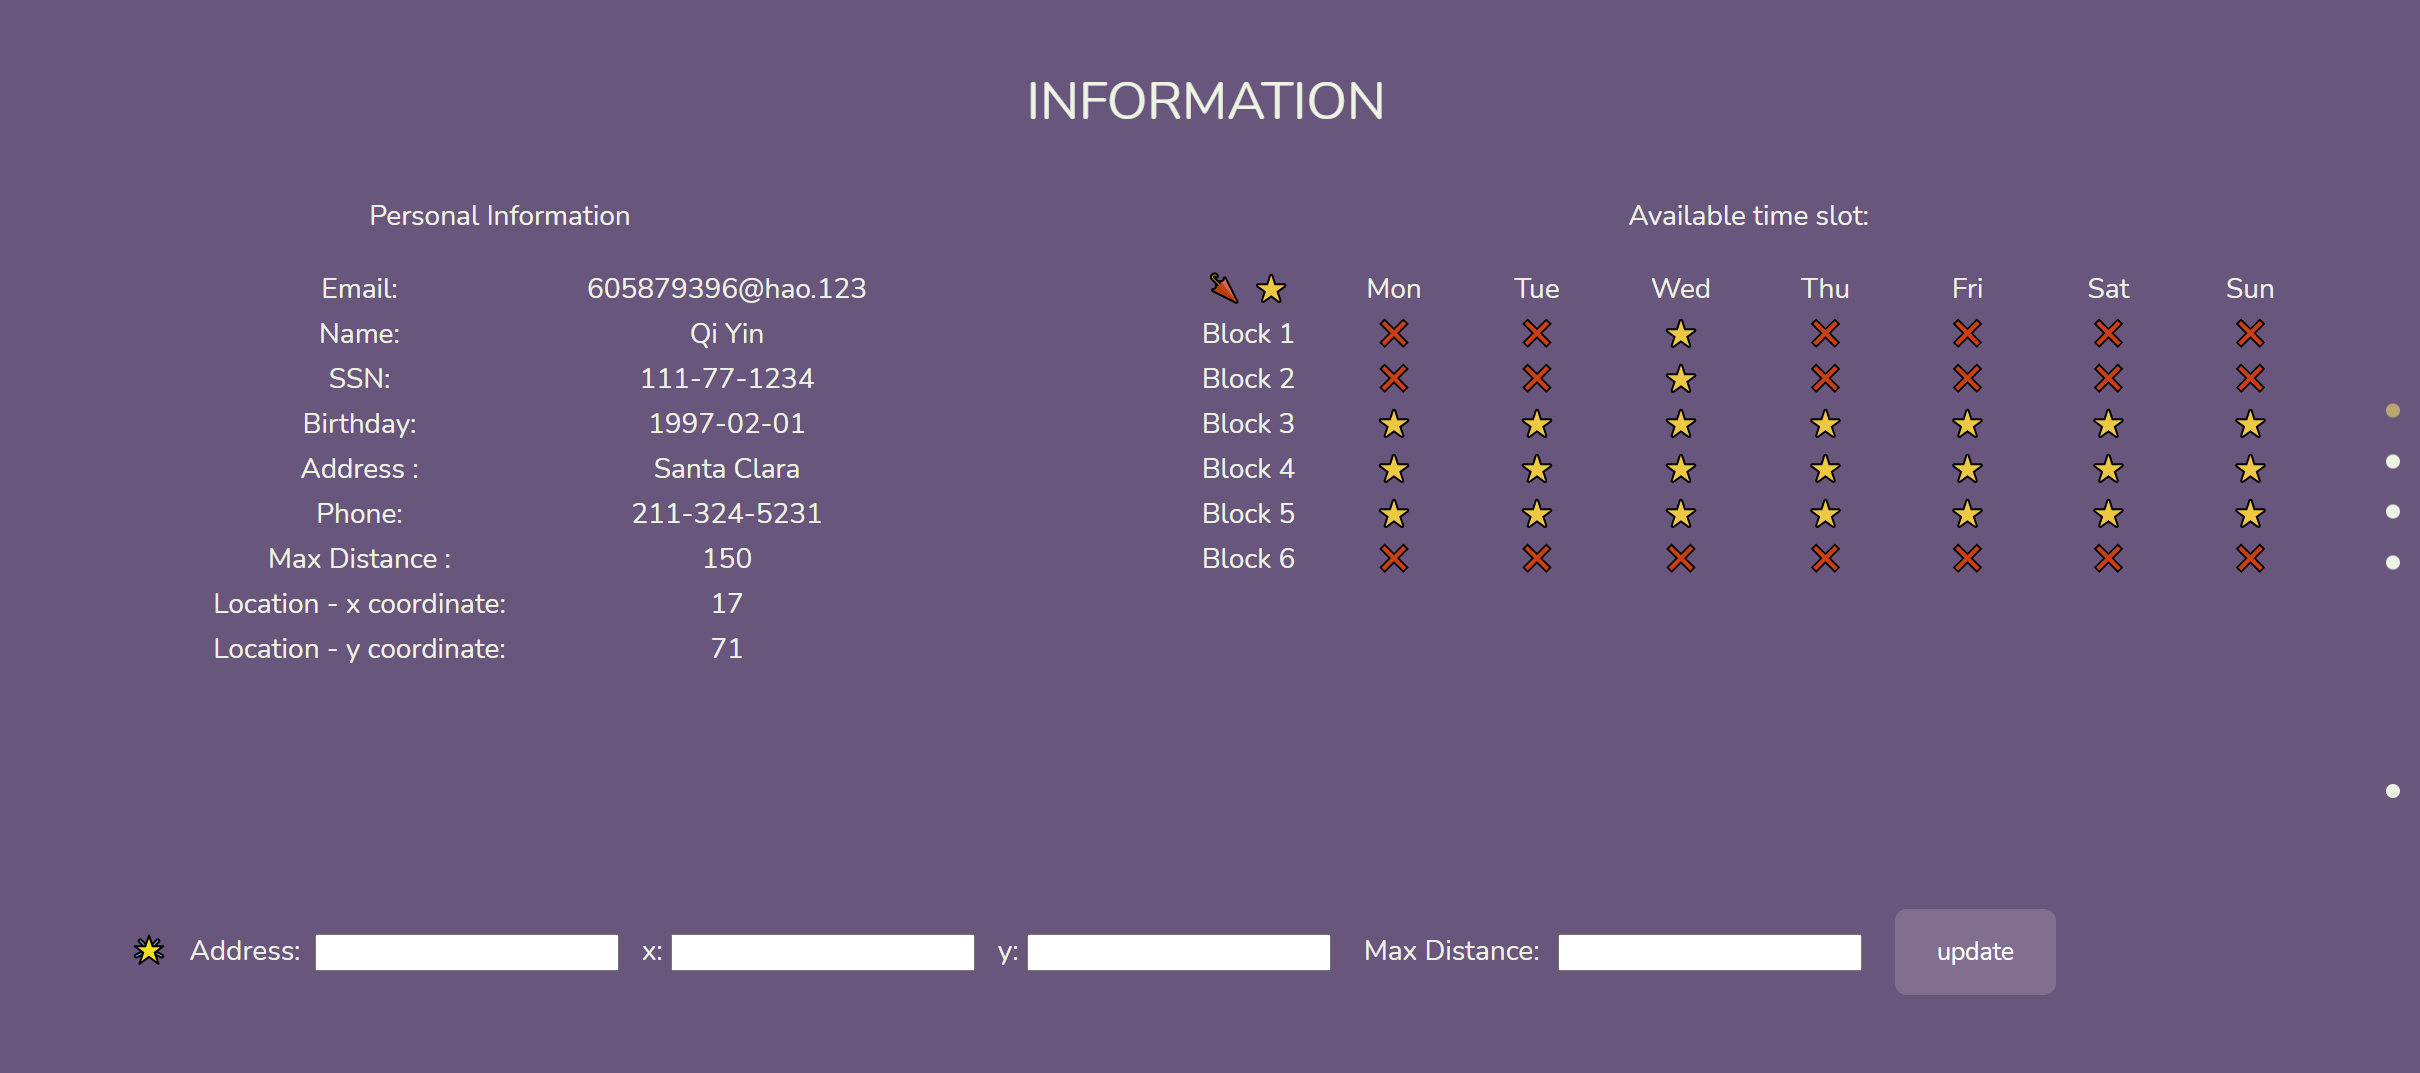 INFORMATION
Personal Information
Email: 605879396@hao.123
Name: Qi Yin
SSN: 111-77-1234
Birthday: 1997-02-01
Address : Santa Clara
Phone: 211-324-5231
Max Distance : 150
Location - x coordinate: 17
Location - y coordinate: 71
Available time slot:
Mon Tue Wed Thu Fri Sat Sun
Block 1
Block 2
Block 3
Block 4
Block 5
Block 6
Address: x: y: Max Distance: update